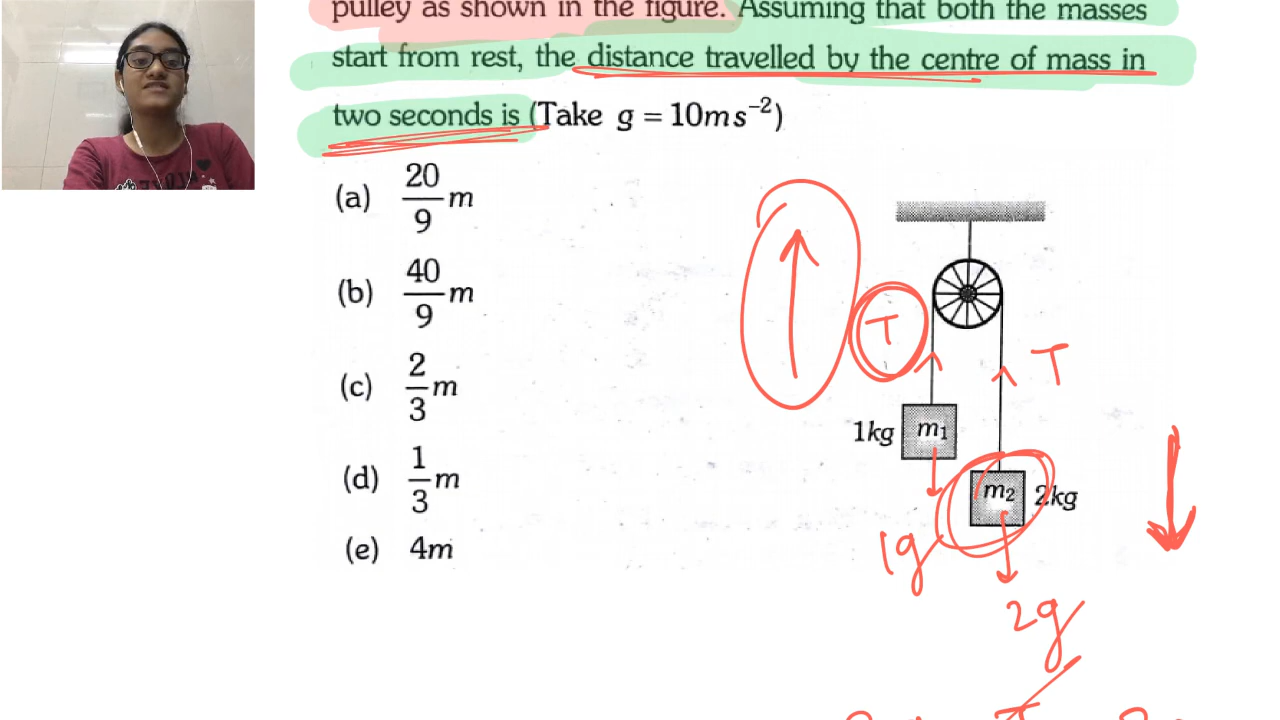 pulley as shown in the figure. Assuming that both the masses
start from rest, the distance travelled by the centre of mass in
two seconds is (Take g = 10ms⁻²)
(a) 20/9 m
(b) 40/9 m
(c) 2/3 m
(d) 1/3 m
(e) 4m
T
T
1kg m₁
m₂ 2kg
1g
2g